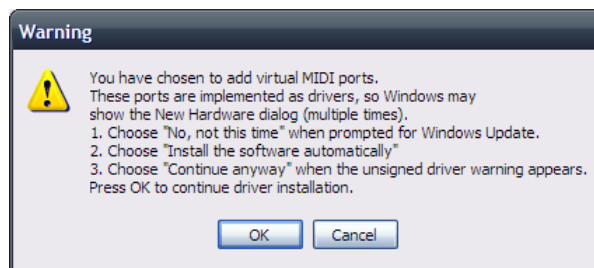 Warning
You have chosen to add virtual MIDI ports.
These ports are implemented as drivers, so Windows may
show the New Hardware dialog (multiple times).
1. Choose "No, not this time" when prompted for Windows Update.
2. Choose "Install the software automatically"
3. Choose "Continue anyway" when the unsigned driver warning appears.
Press OK to continue driver installation.
OK Cancel